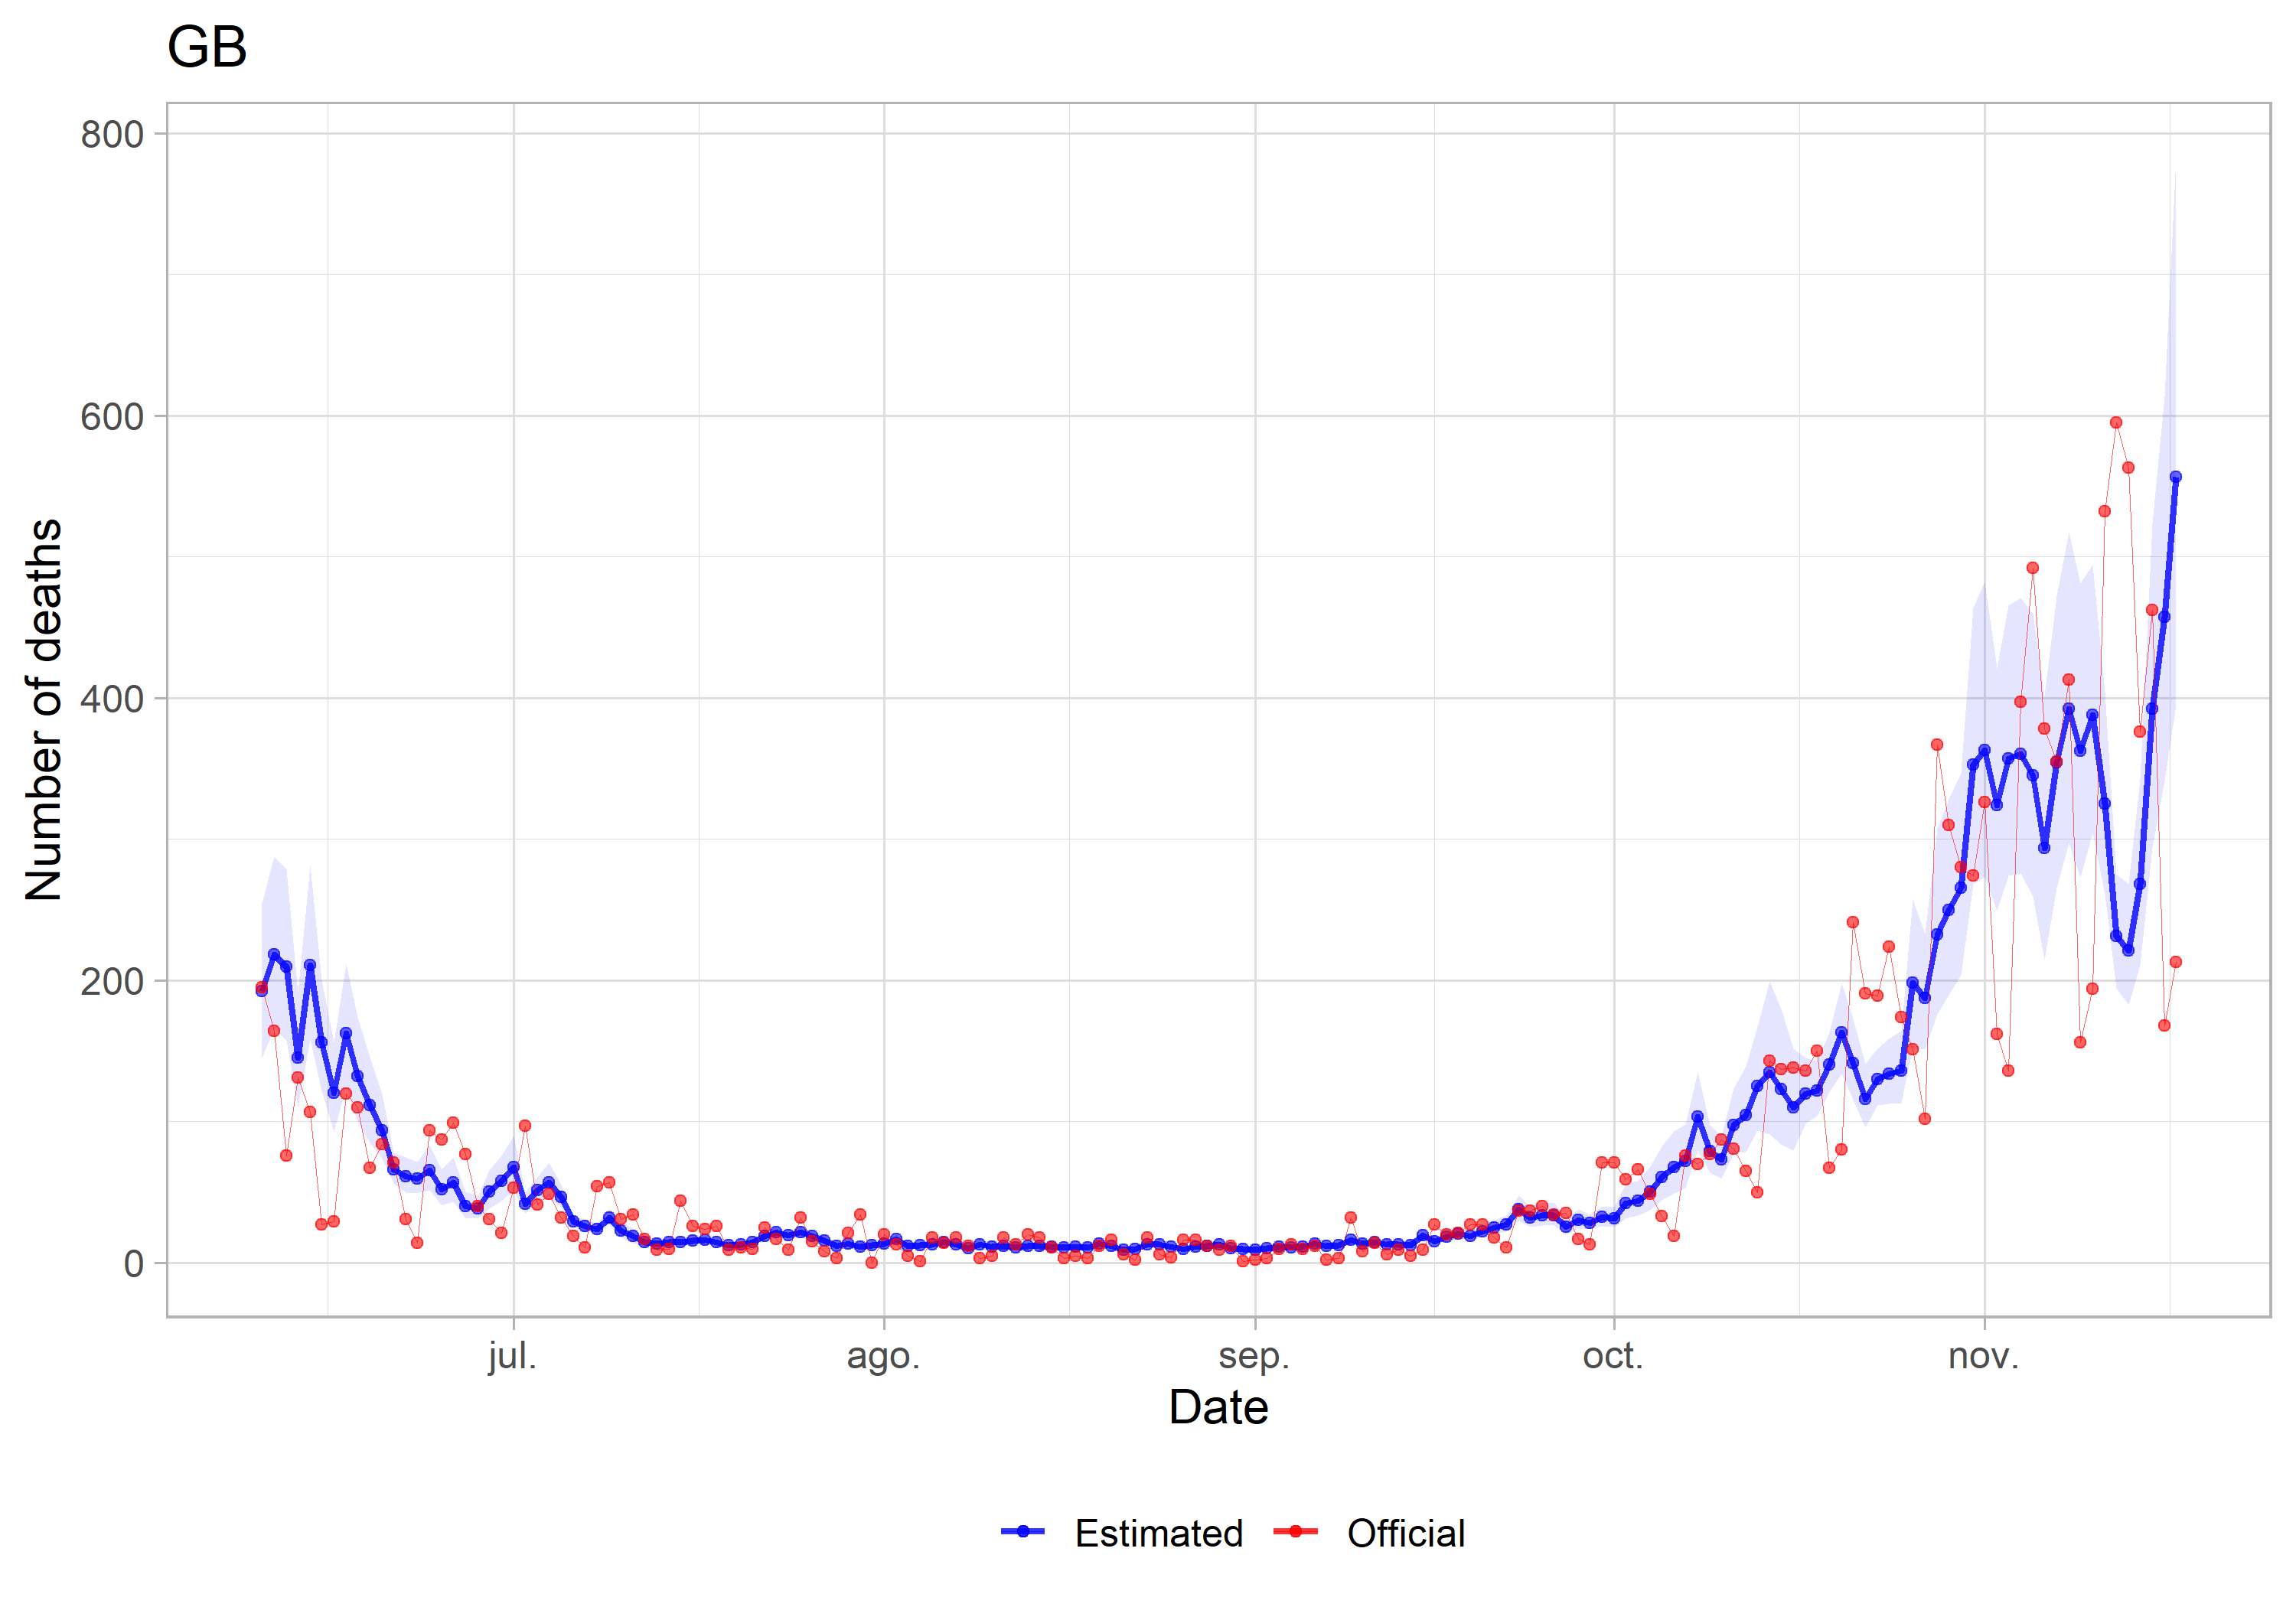 GB
Number of deaths
800
600
400
200
0
jul. ago. sep. oct. nov.
Date
Estimated Official